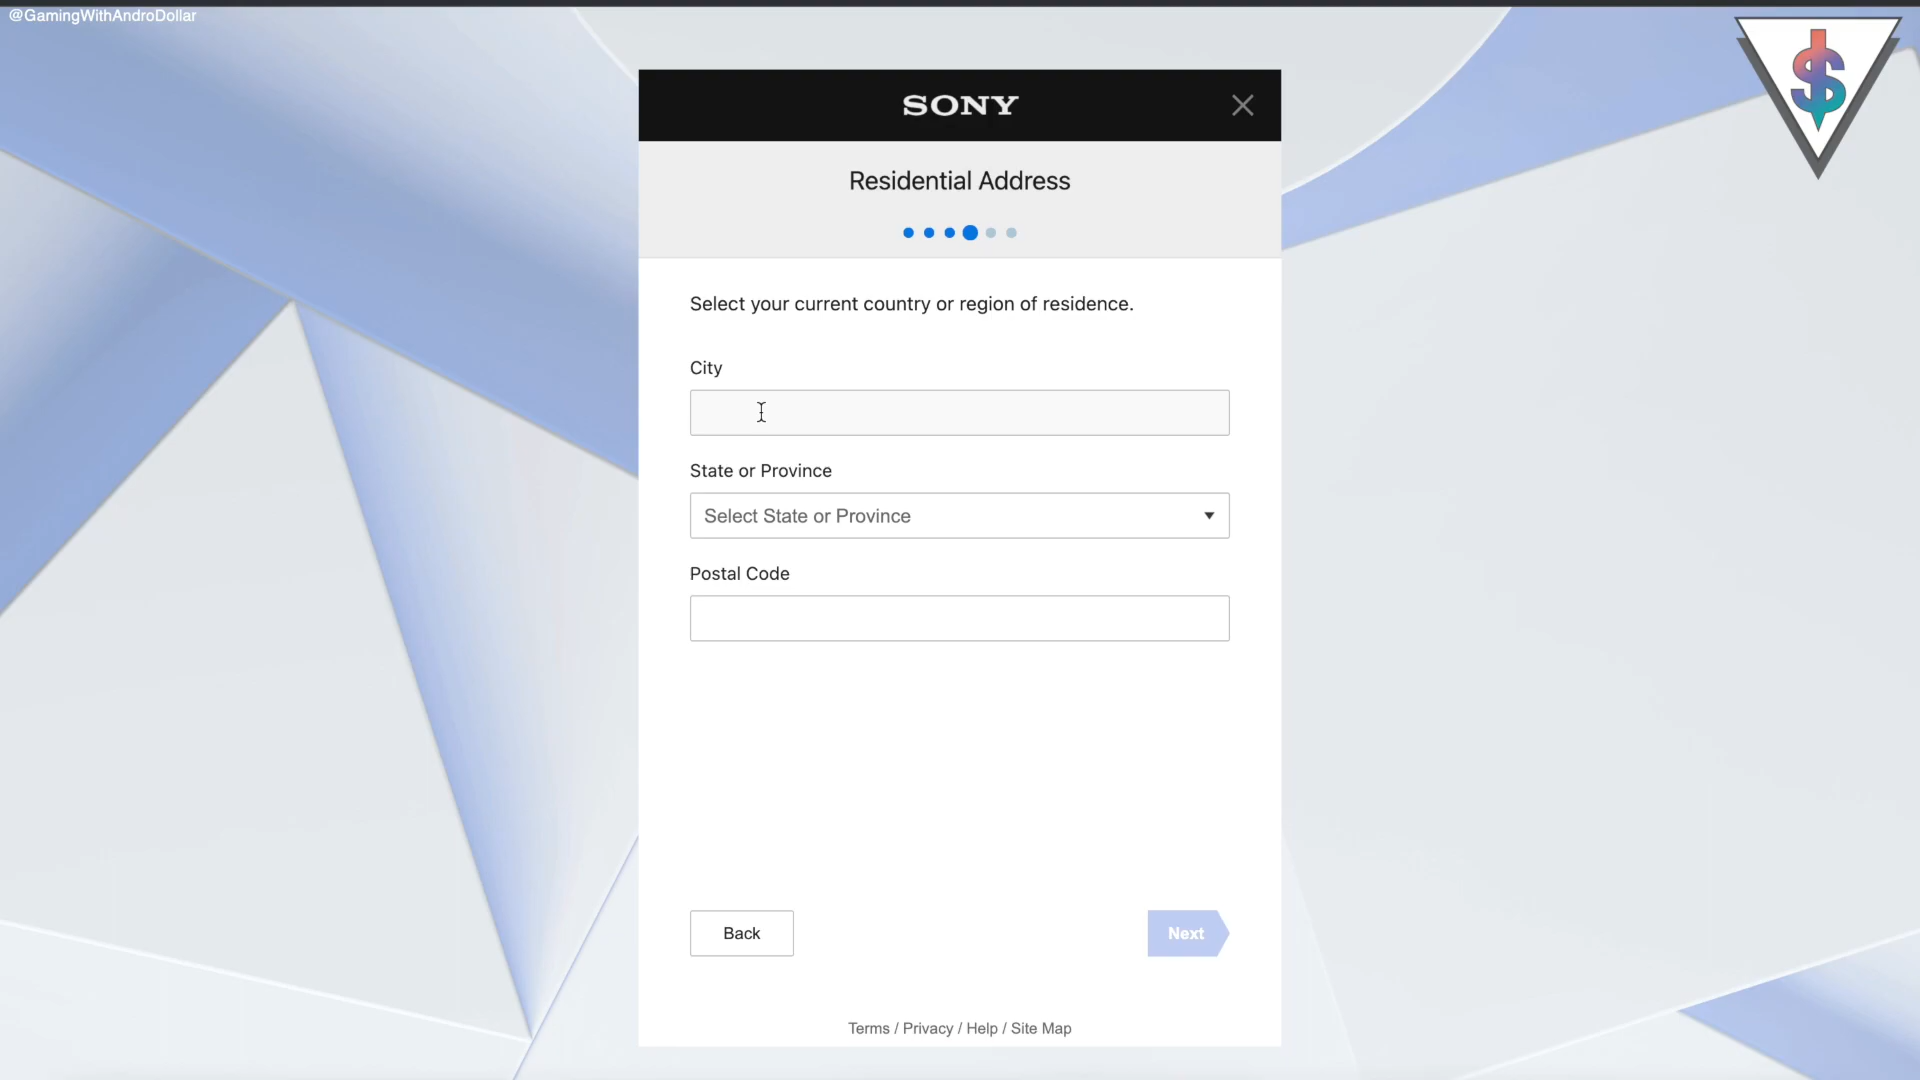 @GamingWithAndroDollar
SONY
Residential Address
Select your current country or region of residence.
City
State or Province
Select State or Province
Postal Code
Back
Next
Terms / Privacy / Help / Site Map